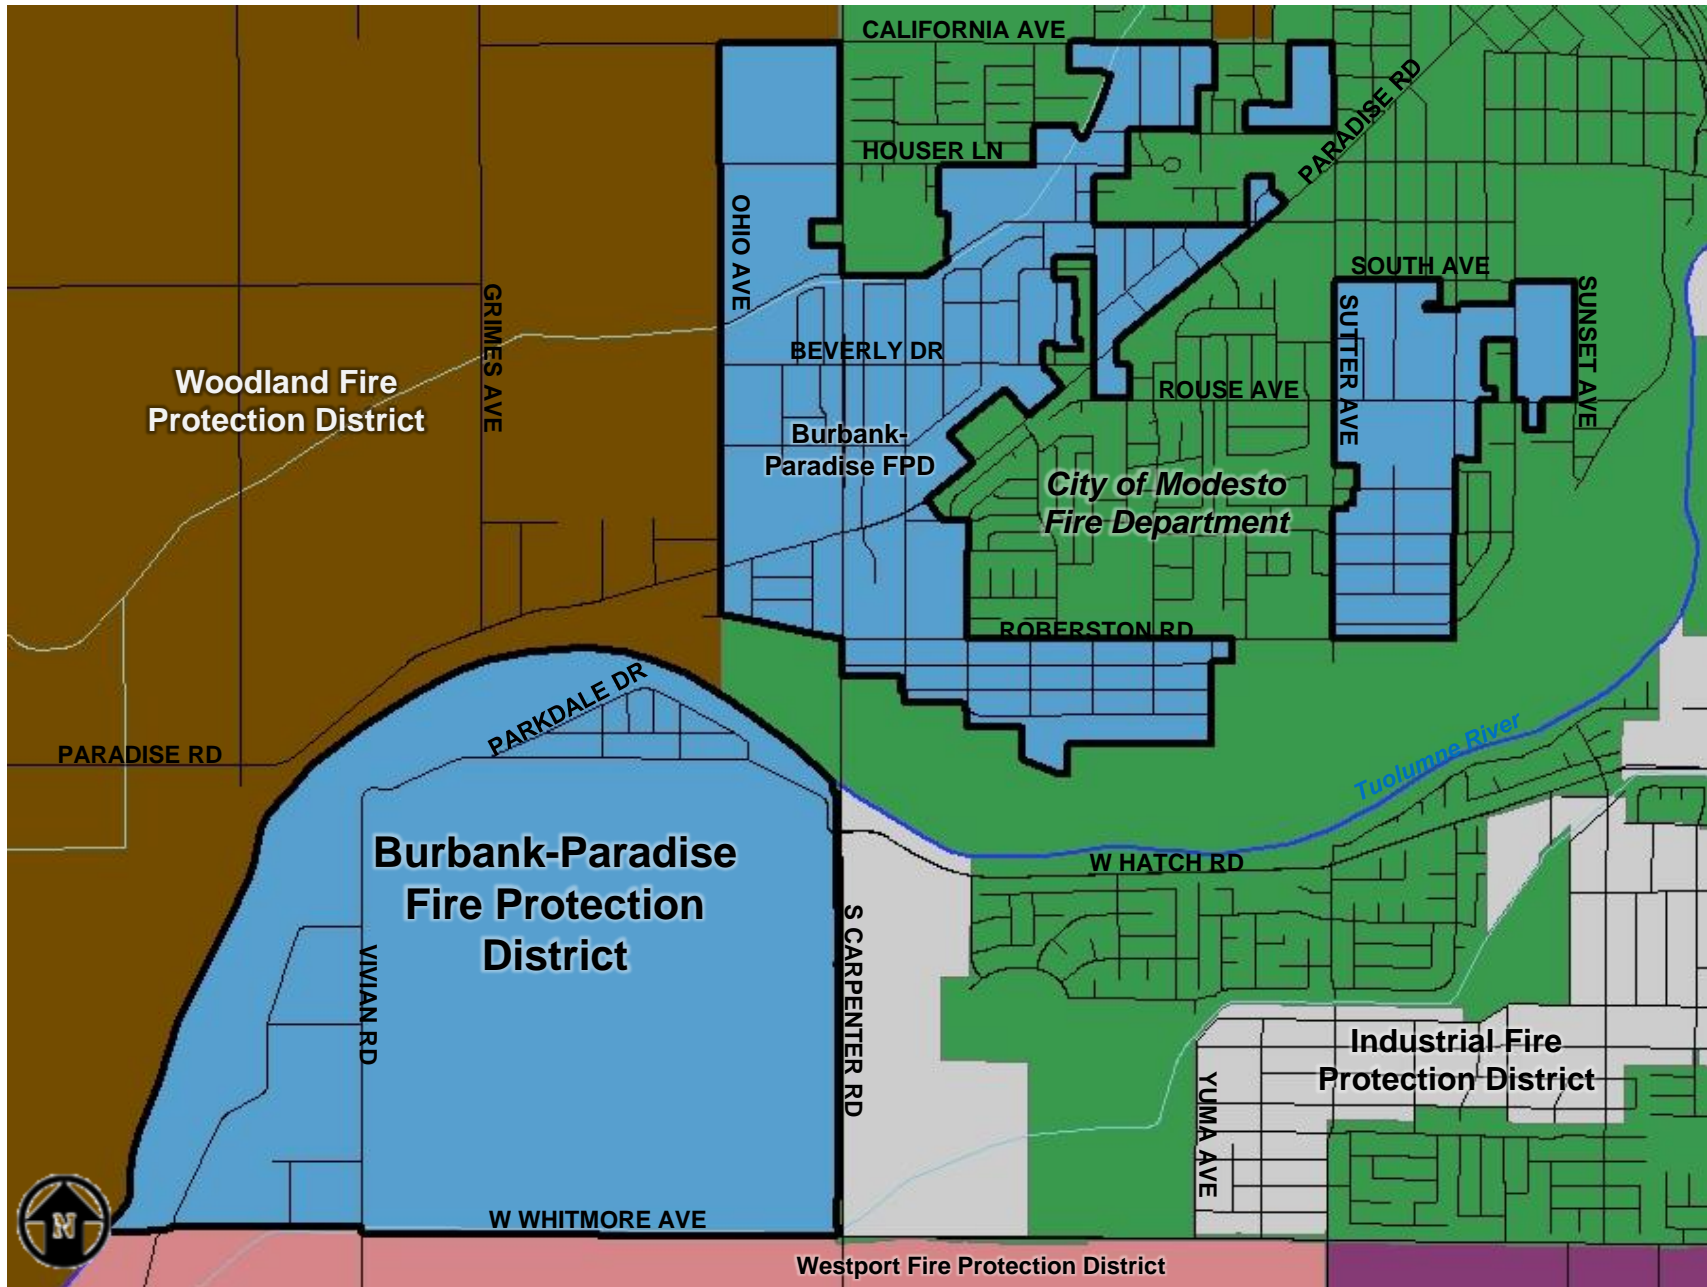 CALIFORNIA AVE
PARADISE RD
HOUSER LN
OHIO AVE
SOUTH AVE
GRIMES AVE
SUTTER AVE
SUNSET AVE
BEVERLY DR
Woodland Fire
Protection District
ROUSE AVE
Burbank-
Paradise FPD
City of Modesto
Fire Department
ROBERSTON RD
PARKDALE DR
PARADISE RD
Tuolumne River
Burbank-Paradise
Fire Protection
District
W HATCH RD
VIVIAN RD
S CARPENTER RD
Industrial Fire
Protection District
YUMA AVE
N
W WHITMORE AVE
Westport Fire Protection District